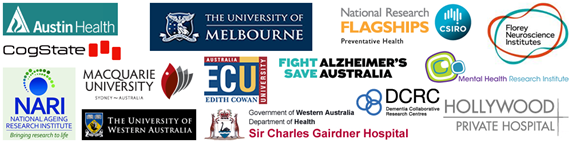 Austin Health
CogState
THE UNIVERSITY OF
MELBOURNE
National Research
FLAGSHIPS
Preventative Health
CSIRO
Florey
Neuroscience
Institutes
NARI
NATIONAL AGEING
RESEARCH INSTITUTE
Bringing research to life
MACQUARIE
UNIVERSITY
SYDNEY~AUSTRALIA
AUSTRALIA
ECU
UNIVERSITY
EDITH COWAN
FIGHT ALZHEIMER'S
SAVE AUSTRALIA
Mental Health Research Institute
THE UNIVERSITY OF
WESTERN AUSTRALIA
Government of Western Australia
Department of Health
Sir Charles Gairdner Hospital
DCRC
Dementia Collaborative
Research Centres
HOLLYWOOD
PRIVATE HOSPITAL